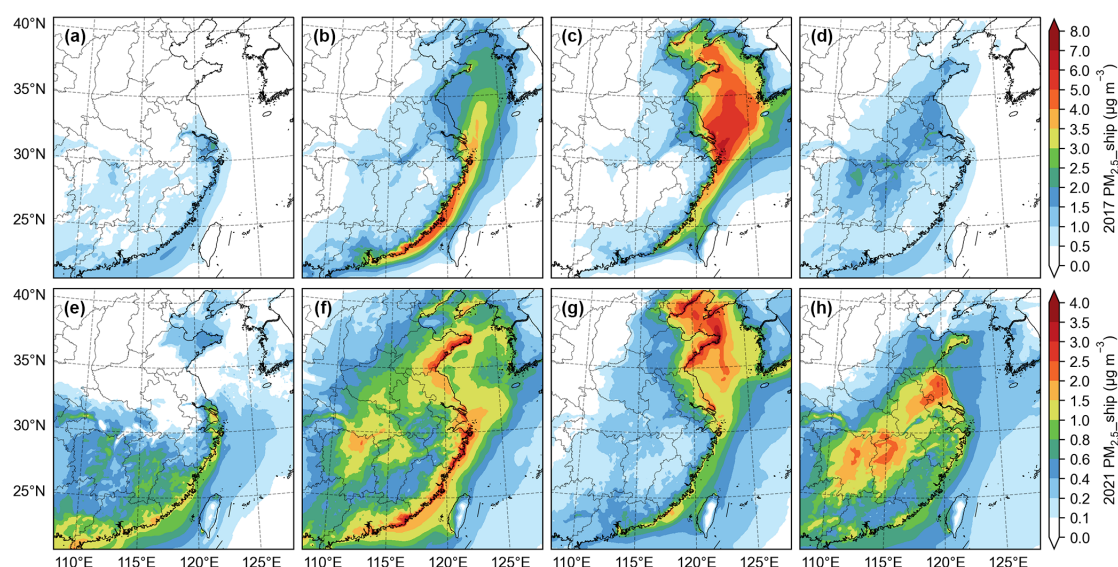 40°N
35°N
30°N
25°N
(a)
(b)
(c)
(d)
8.0
7.0
6.0
5.0
4.0
3.5
3.0
2.5
2.0
1.5
1.0
0.5
0.0
2017 PM2.5_ship (μg m⁻³)
40°N
35°N
30°N
25°N
(e)
(f)
(g)
(h)
4.0
3.5
3.0
2.5
2.0
1.5
1.0
0.8
0.6
0.4
0.2
0.1
0.0
2021 PM2.5_ship (μg m⁻³)
110°E 115°E 120°E 125°E
110°E 115°E 120°E 125°E
110°E 115°E 120°E 125°E
110°E 115°E 120°E 125°E